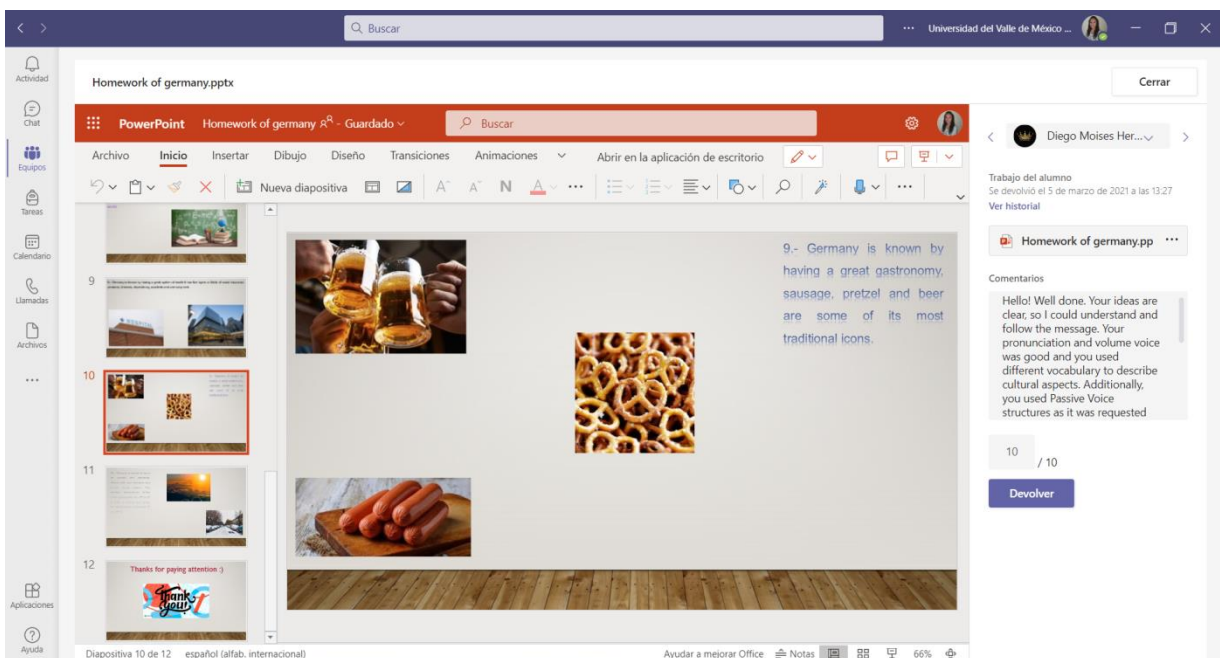 Buscar
Universidad del Valle de México ...
Actividad
Chat
Equipos
Tareas
Calendario
Llamadas
Archivos
Aplicaciones
Ayuda
Homework of germany.pptx
Cerrar
PowerPoint Homework of germany - Guardado
Buscar
Archivo Inicio Insertar Dibujo Diseño Transiciones Animaciones Abrir en la aplicación de escritorio
Nueva diapositiva N A
9
10
11
12
Thanks for paying attention :)
Thank you!
9.- Germany is known by
having a great gastronomy,
sausage, pretzel and beer
are some of its most
traditional icons.
Diapositiva 10 de 12 español (alfab. internacional)
Ayudar a mejorar Office Notas 66%
Diego Moises Her...
Trabajo del alumno
Se devolvió el 5 de marzo de 2021 a las 13:27
Ver historial
Homework of germany.pp
Comentarios
Hello! Well done. Your ideas are
clear, so I could understand and
follow the message. Your
pronunciation and volume voice
was good and you used
different vocabulary to describe
cultural aspects. Additionally,
you used Passive Voice
structures as it was requested
10
/ 10
Devolver